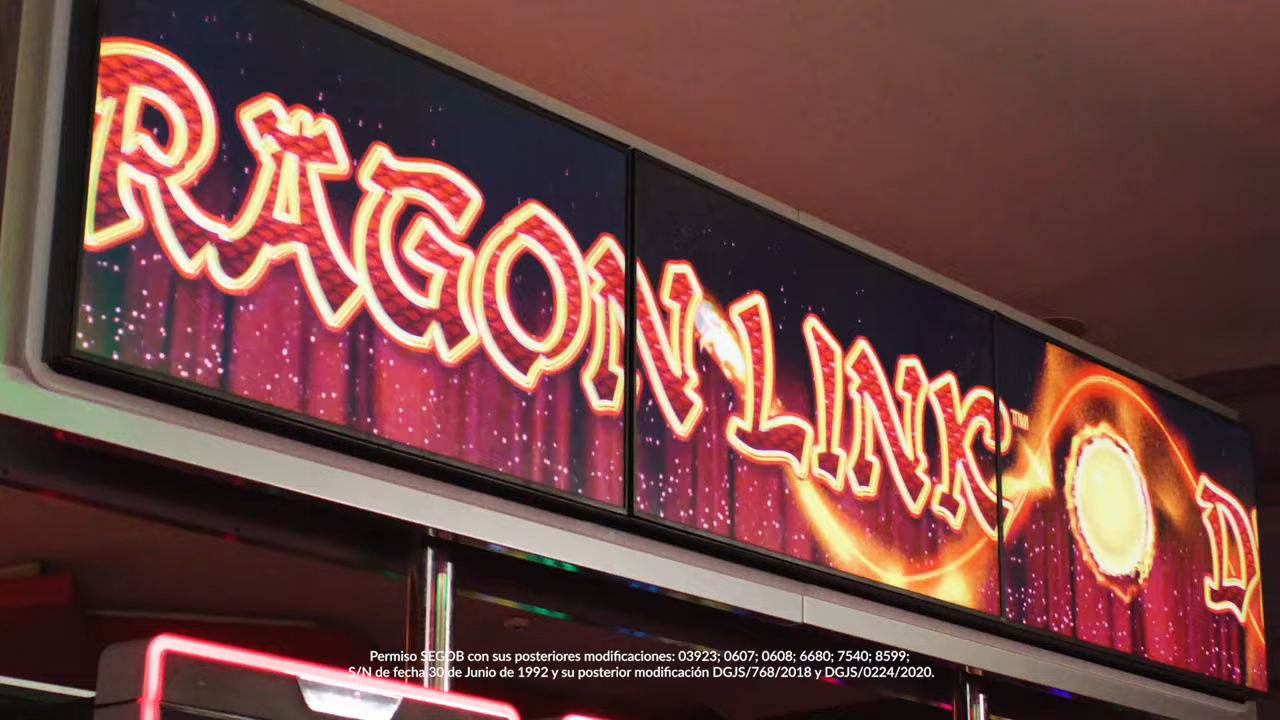 RAGON LINK™ D
Permiso SEGOB con sus posteriores modificaciones: 03923; 0607; 0608; 6680; 7540; 8599;
S/N de fecha 30 de Junio de 1992 y su posterior modificación DGJS/768/2018 y DGJS/0224/2020.